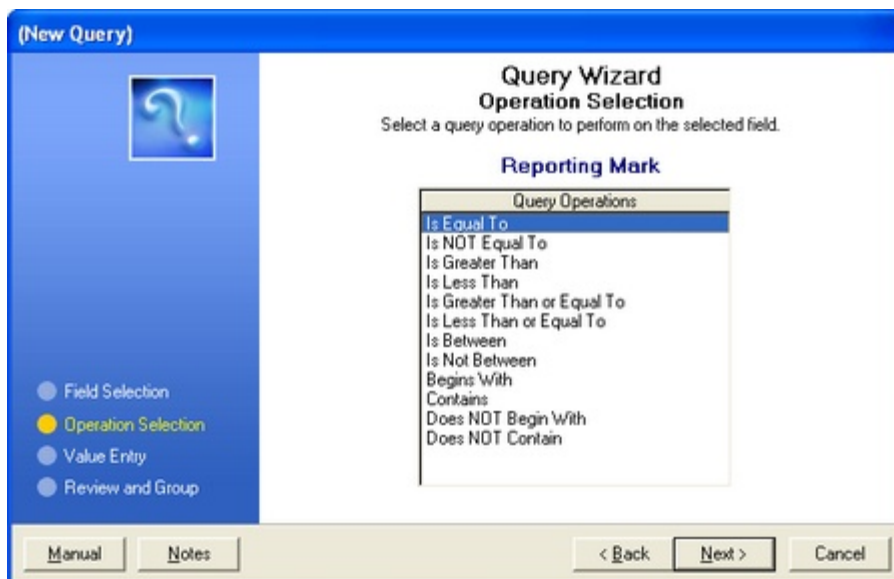 (New Query)
Query Wizard
Operation Selection
Select a query operation to perform on the selected field.
Reporting Mark
Query Operations
Is Equal To
Is NOT Equal To
Is Greater Than
Is Less Than
Is Greater Than or Equal To
Is Less Than or Equal To
Is Between
Is Not Between
Begins With
Contains
Does NOT Begin With
Does NOT Contain
Field Selection
Operation Selection
Value Entry
Review and Group
Manual Notes < Back Next > Cancel